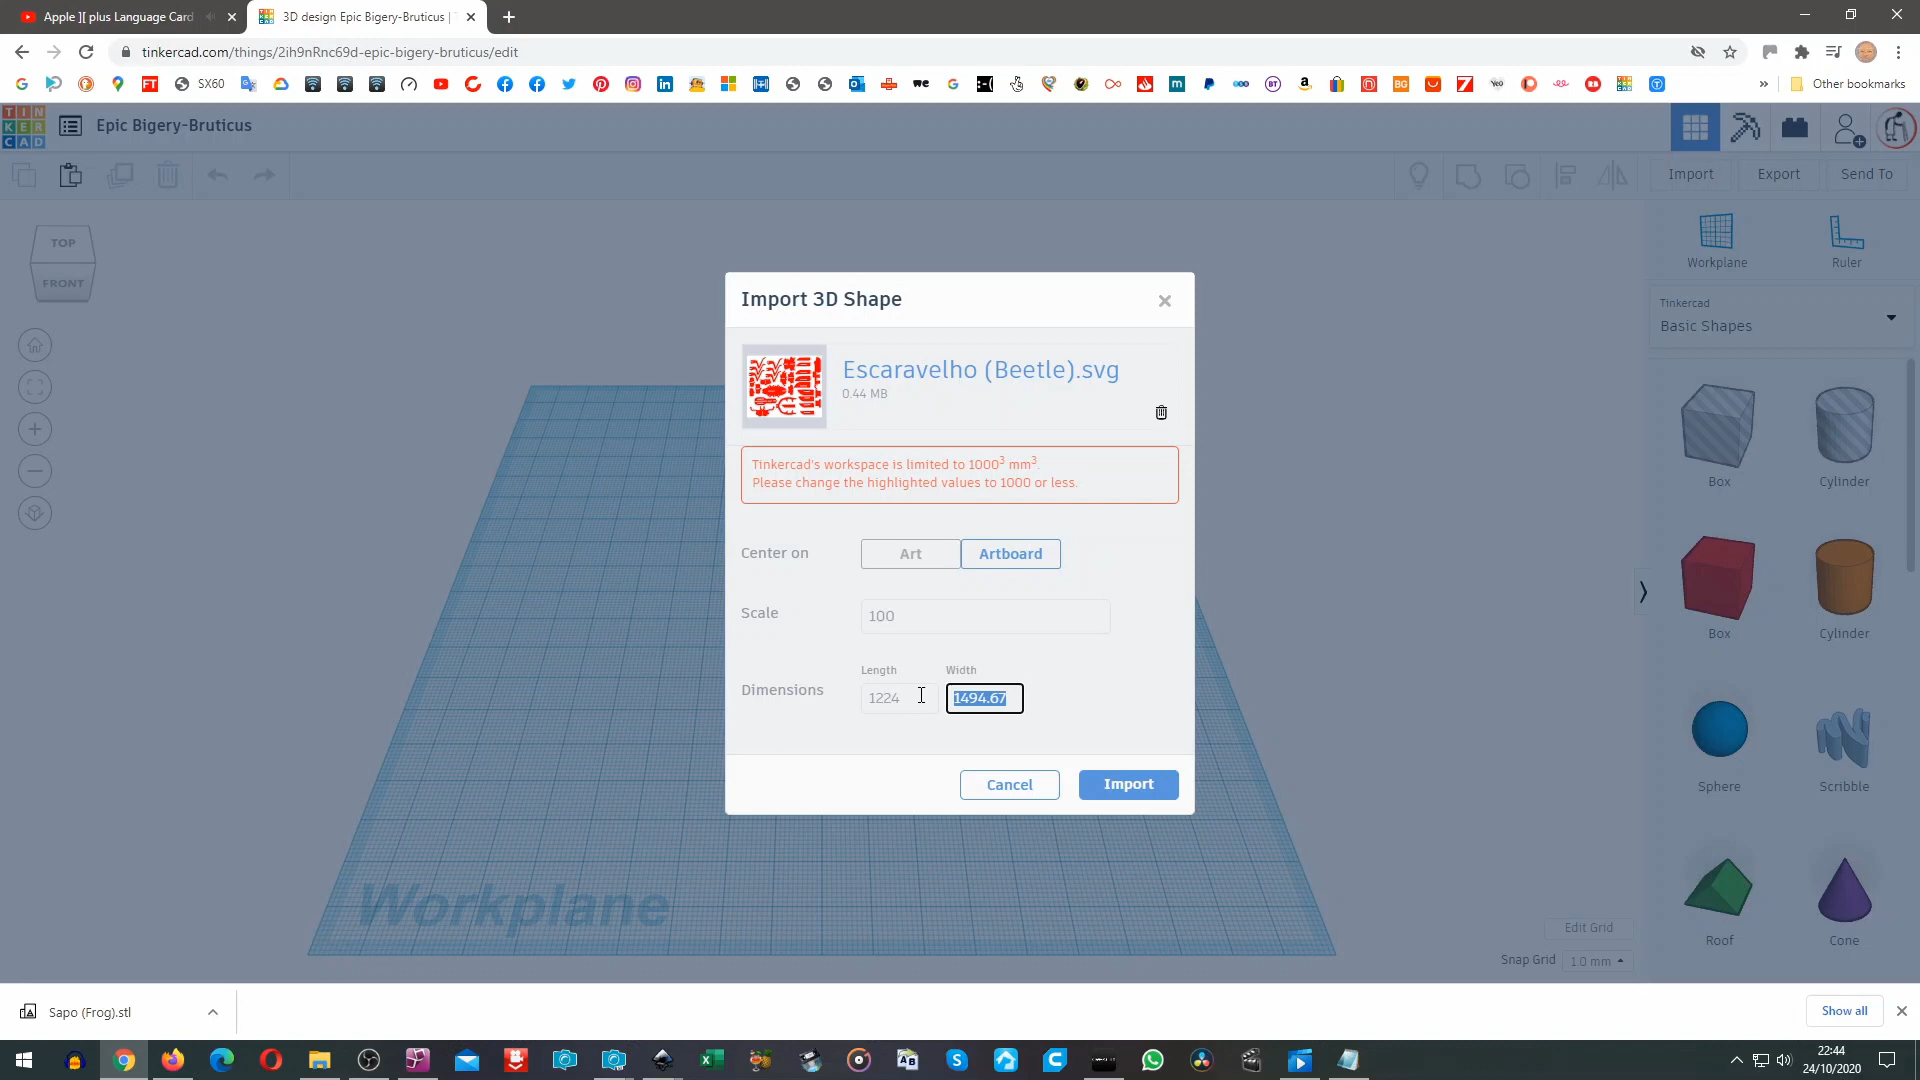 Apple ][ plus Language Card
3D design Epic Bigery-Bruticus |
tinkercad.com/things/2ih9nRnc69d-epic-bigery-bruticus/edit
SX60
Other bookmarks
TIN
KER
CAD
Epic Bigery-Bruticus
Import
Export
Send To
TOP
FRONT
Workplane
Ruler
Tinkercad
Basic Shapes
Box
Cylinder
Box
Cylinder
Sphere
Scribble
Roof
Cone
Import 3D Shape
Escaravelho (Beetle).svg
0.44 MB
Tinkercad's workspace is limited to 1000³ mm³.
Please change the highlighted values to 1000 or less.
Center on
Art
Artboard
Scale
100
Length
Width
Dimensions
1224
1494.67
Cancel
Import
Workplane
Edit Grid
Snap Grid
1.0 mm
Sapo (Frog).stl
Show all
22:44
24/10/2020